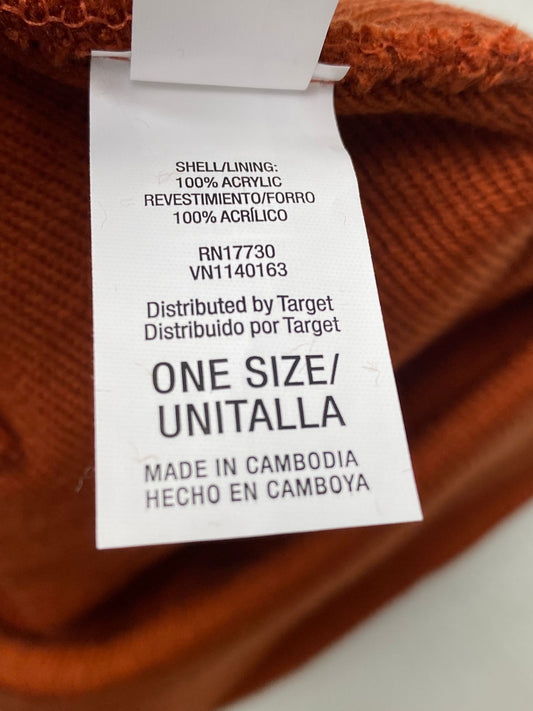 SHELL/LINING:
100% ACRYLIC
REVESTIMIENTO/FORRO
100% ACRÍLICO
RN17730
VN1140163
Distributed by Target
Distribuido por Target
ONE SIZE/
UNITALLA
MADE IN CAMBODIA
HECHO EN CAMBOYA